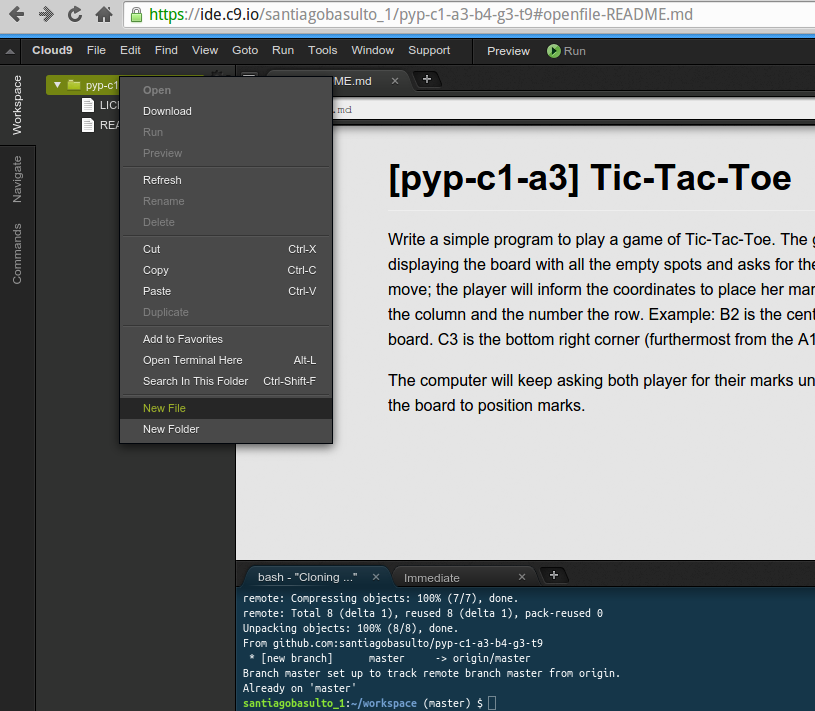 https://ide.c9.io/santiagobasulto_1/pyp-c1-a3-b4-g3-t9#openfile-README.md
Cloud9 File Edit Find View Goto Run Tools Window Support Preview Run
Workspace
Navigate
Commands
pyp-c1
LICE
REA
Open
Download
Run
Preview
Refresh
Rename
Delete
Cut Ctrl-X
Copy Ctrl-C
Paste Ctrl-V
Duplicate
Add to Favorites
Open Terminal Here Alt-L
Search In This Folder Ctrl-Shift-F
New File
New Folder
ME.md
.md
[pyp-c1-a3] Tic-Tac-Toe
Write a simple program to play a game of Tic-Tac-Toe. The g
displaying the board with all the empty spots and asks for the
move; the player will inform the coordinates to place her mar
the column and the number the row. Example: B2 is the cent
board. C3 is the bottom right corner (furthermost from the A1
The computer will keep asking both player for their marks un
the board to position marks.
bash - "Cloning ..." Immediate
remote: Compressing objects: 100% (7/7), done.
remote: Total 8 (delta 1), reused 8 (delta 1), pack-reused 0
Unpacking objects: 100% (8/8), done.
From github.com:santiagobasulto/pyp-c1-a3-b4-g3-t9
* [new branch] master -> origin/master
Branch master set up to track remote branch master from origin.
Already on 'master'
santiagobasulto_1:~/workspace (master) $